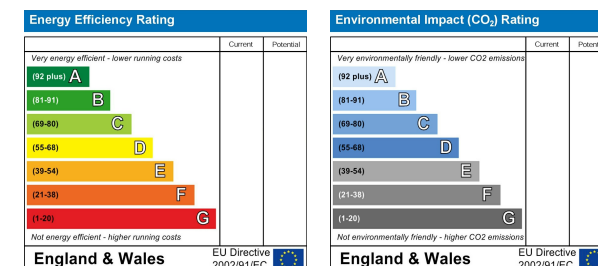 Energy Efficiency Rating
Current Potential
Very energy efficient - lower running costs
(92 plus) A
(81-91) B
(69-80) C
(55-68) D
(39-54) E
(21-38) F
(1-20) G
Not energy efficient - higher running costs
England & Wales
EU Directive
2002/91/EC
Environmental Impact (CO₂) Rating
Current Poten
Very environmentally friendly - lower CO2 emissions
(92 plus) A
(81-91) B
(69-80) C
(55-68) D
(39-54) E
(21-38) F
(1-20) G
Not environmentally friendly - higher CO2 emissions
England & Wales
EU Directive
2002/91/EC